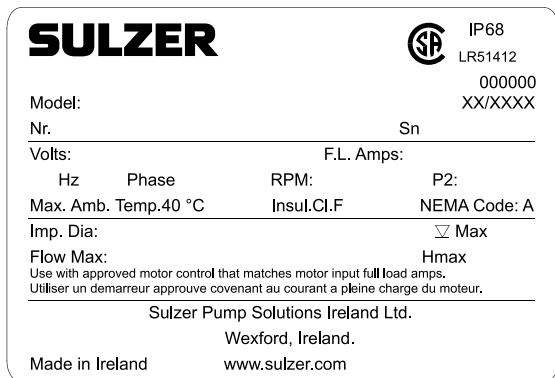 SULZER
SA IP68
LR51412
000000
Model: XX/XXXX
Nr. Sn
Volts: F.L. Amps:
Hz Phase RPM: P2:
Max. Amb. Temp.40 °C Insul.Cl.F NEMA Code: A
Imp. Dia: ▽ Max
Flow Max: Hmax
Use with approved motor control that matches motor input full load amps.
Utiliser un demarreur approuve covenant au courant a pleine charge du moteur.
Sulzer Pump Solutions Ireland Ltd.
Wexford, Ireland.
Made in Ireland www.sulzer.com